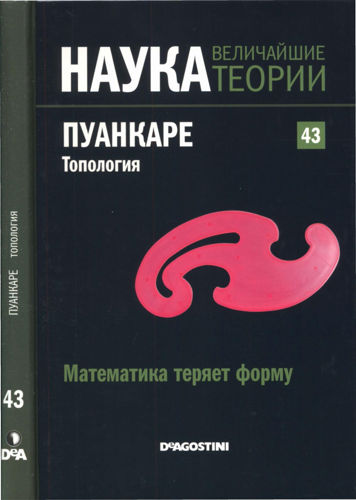 НАУКА
ВЕЛИЧАЙШИЕ
ТЕОРИИ
ПУАНКАРЕ
43
Топология
Математика теряет форму
DeAGOSTINI
ПУАНКАРЕ ТОПОЛОГИЯ
43
DeA